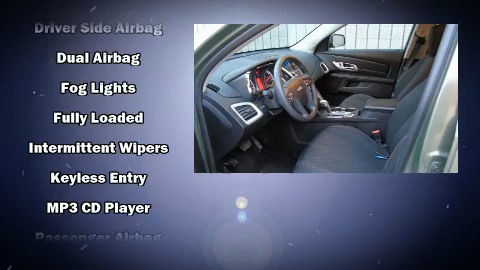 Driver Side Airbag
Dual Airbag
Fog Lights
Fully Loaded
Intermittent Wipers
Keyless Entry
MP3 CD Player
Passenger Airbag